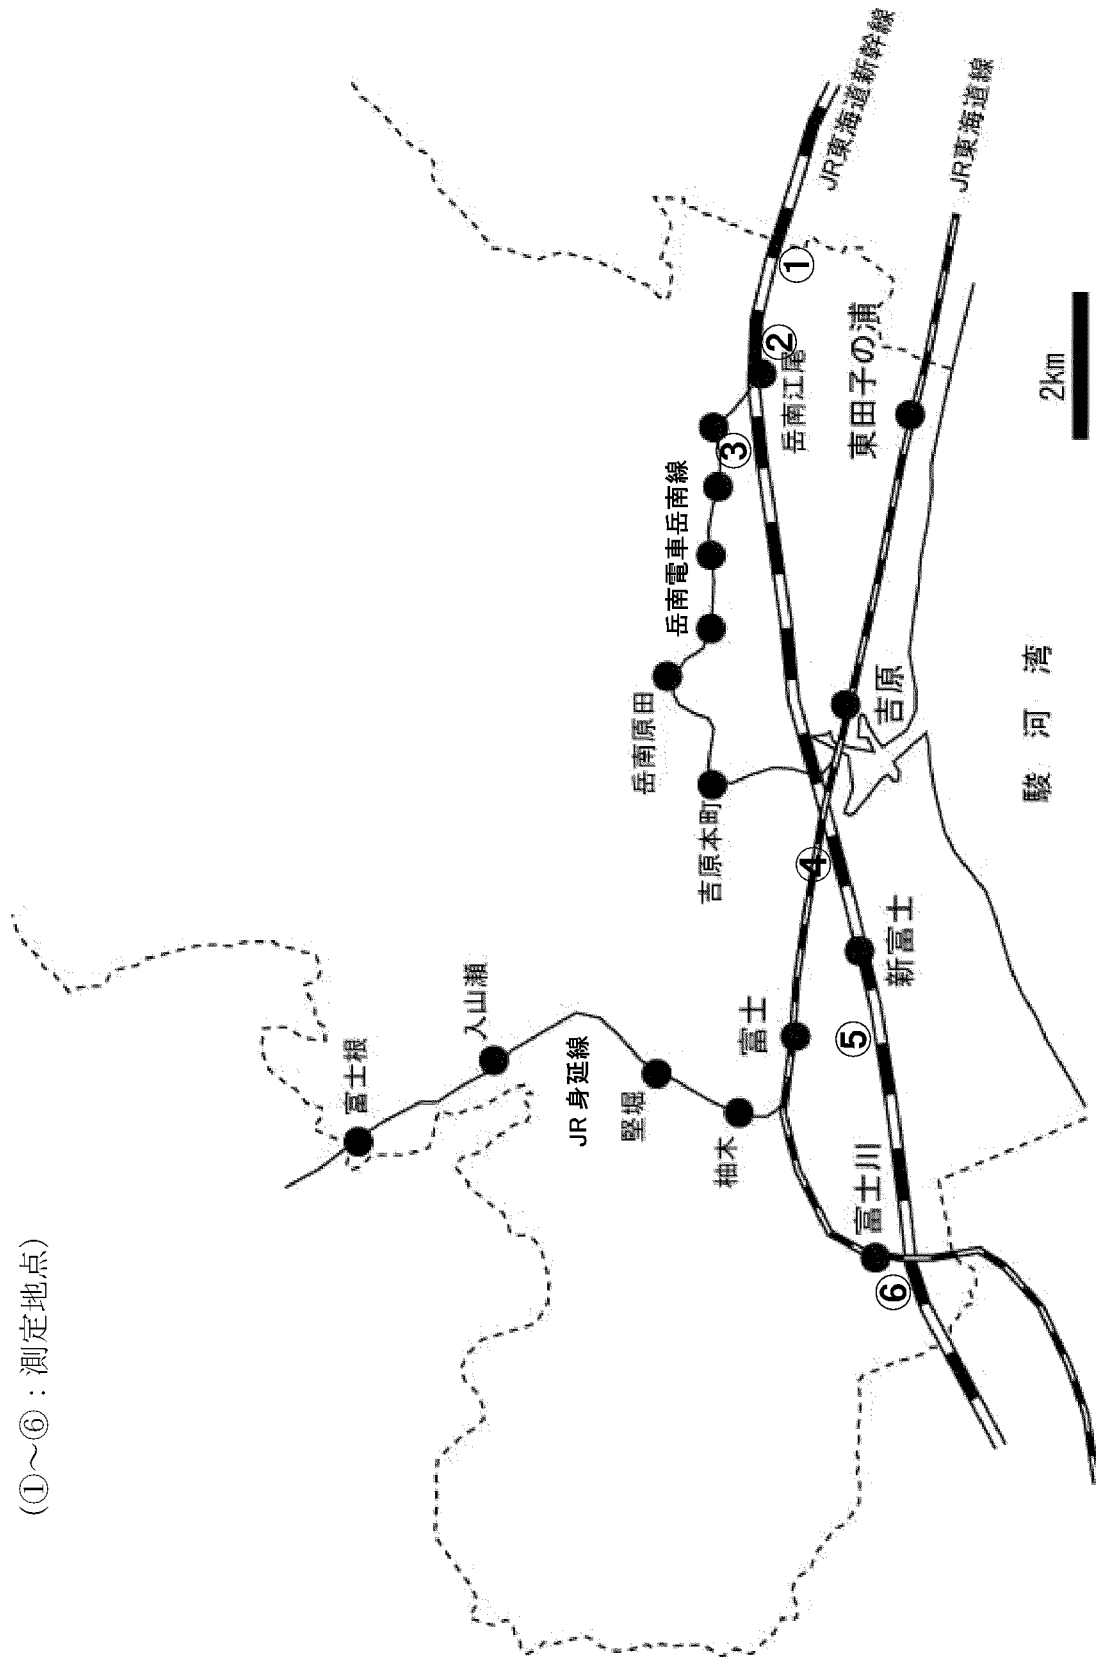 (①～⑥：測定地点)
富士根
入山瀬
JR 身延線
堅堀
柚木
富士
富士川
⑥
⑤
新富士
④
吉原本町
岳南原田
岳南電車岳南線
吉原
③
②
岳南江尾
①
東田子の浦
JR東海道新幹線
JR東海道線
駿河湾
2km